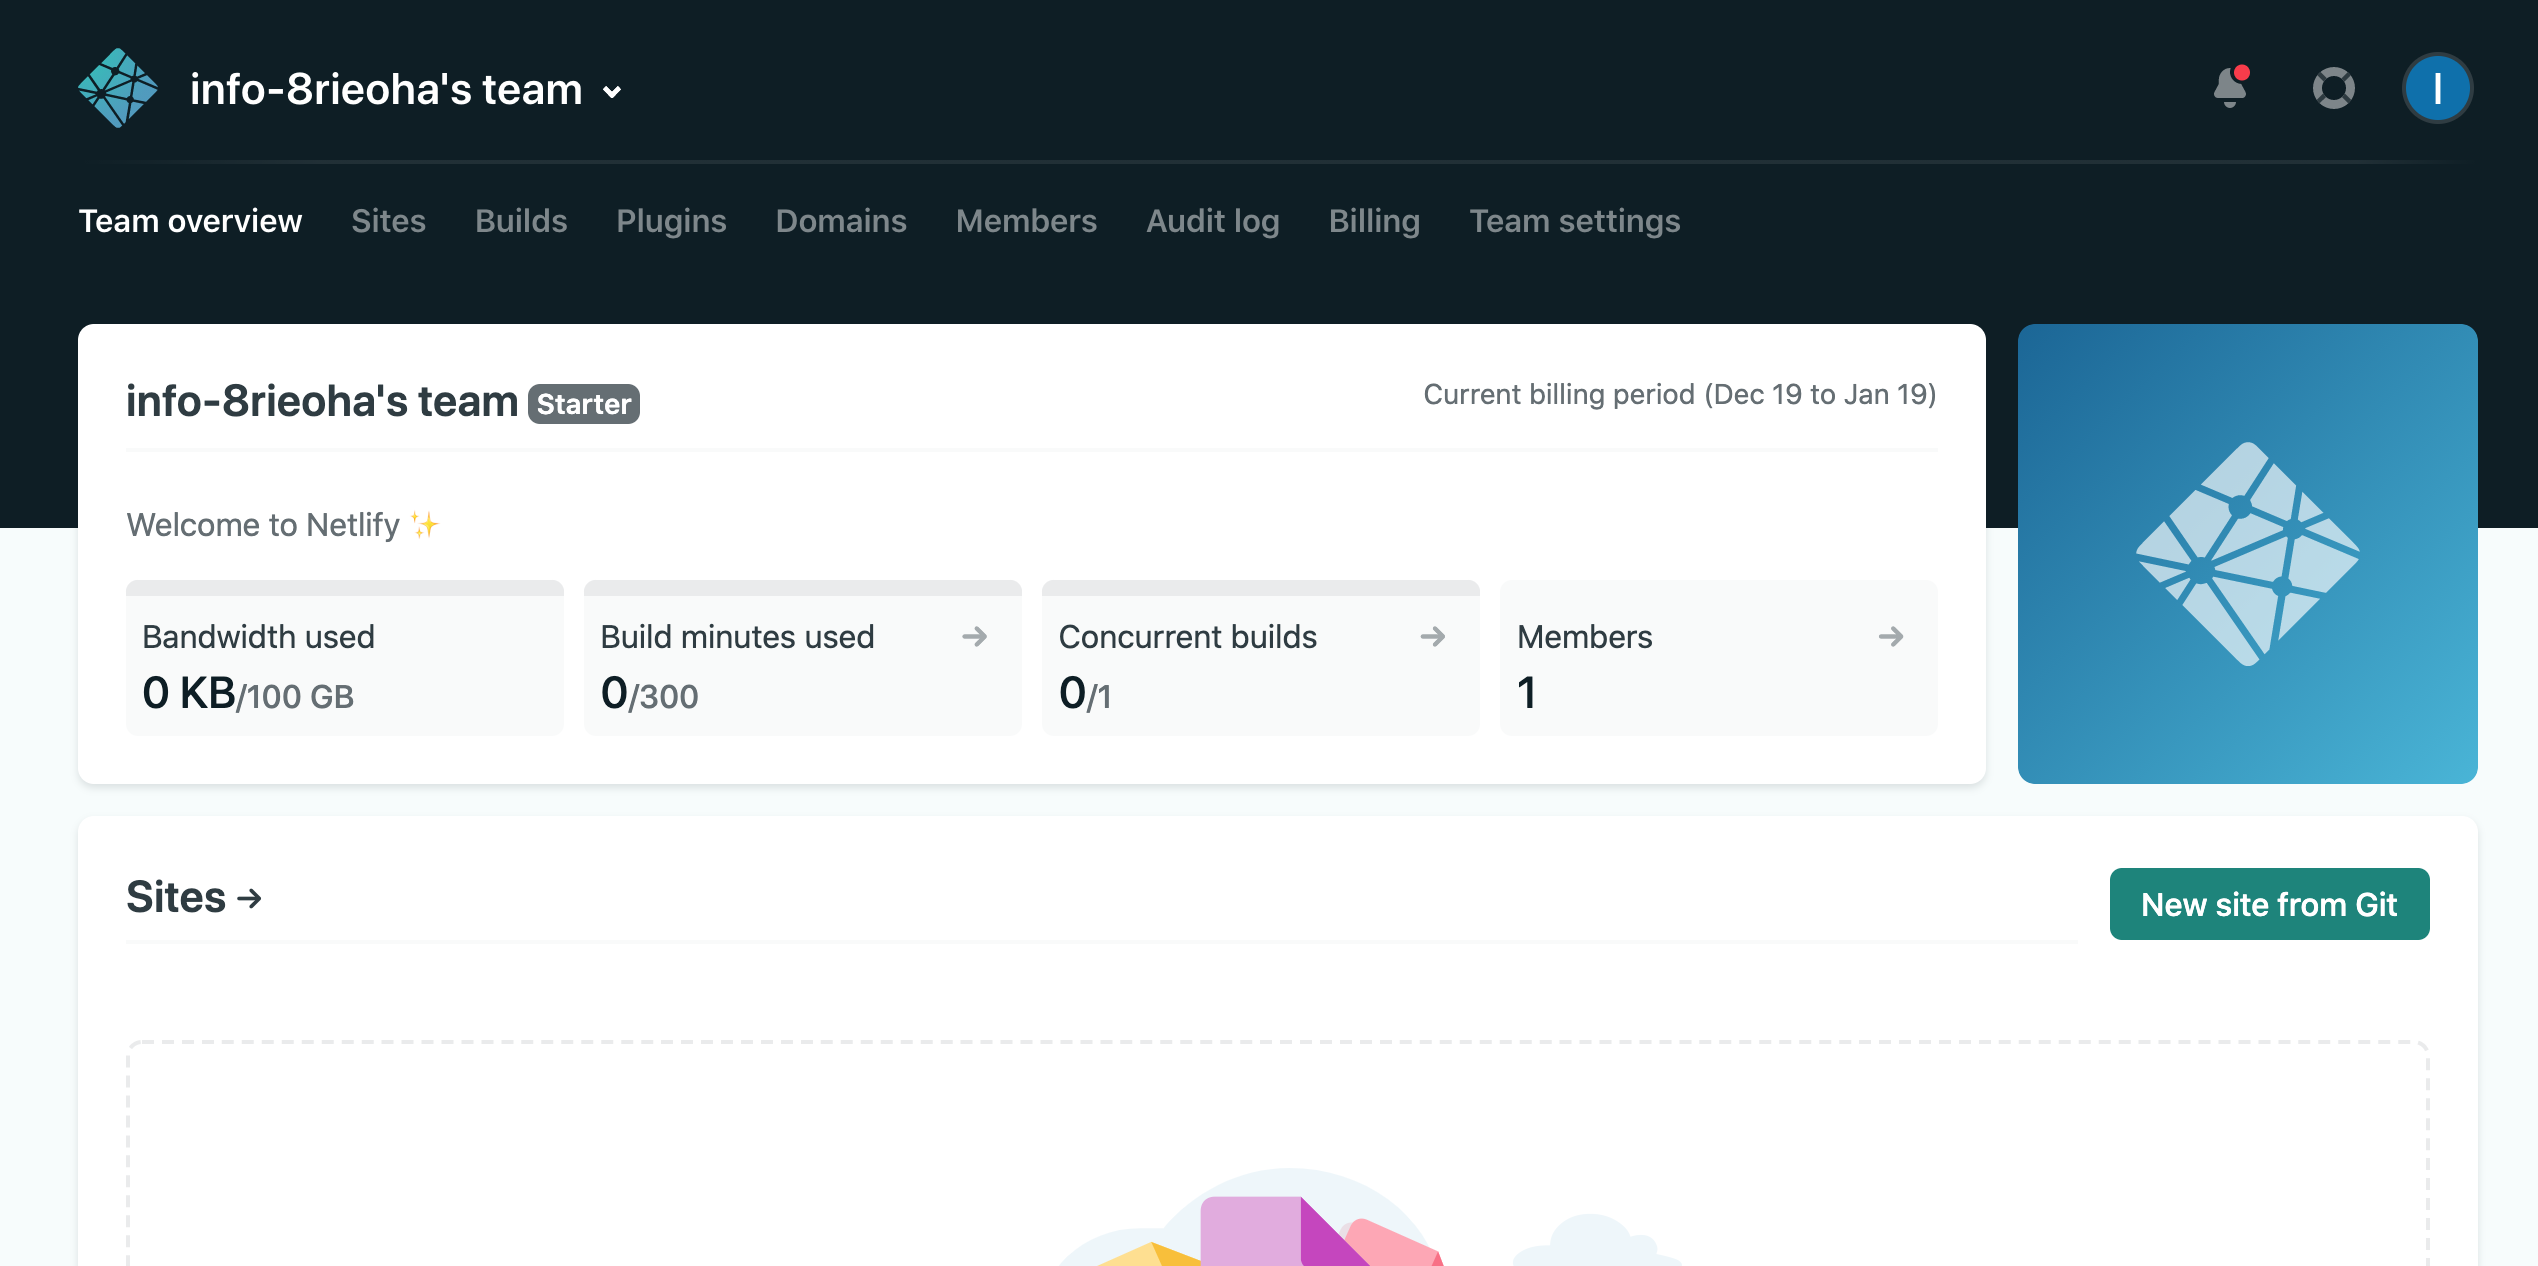 info-8rieoha's team
I
Team overview Sites Builds Plugins Domains Members Audit log Billing Team settings
info-8rieoha's team Starter
Current billing period (Dec 19 to Jan 19)
Welcome to Netlify ✨
Bandwidth used
0 KB/100 GB
Build minutes used →
0/300
Concurrent builds →
0/1
Members →
1
Sites →
New site from Git